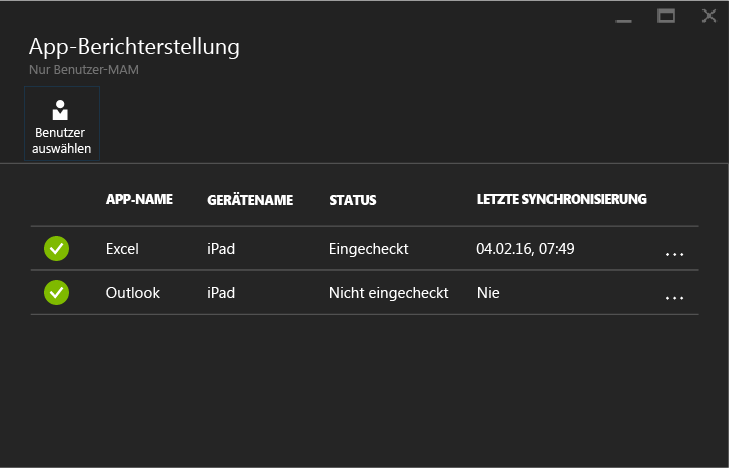 App-Berichterstellung
Nur Benutzer-MAM
Benutzer
auswählen
APP-NAME GERÄTENAME STATUS LETZTE SYNCHRONISIERUNG
Excel iPad Eingecheckt 04.02.16, 07:49 ...
Outlook iPad Nicht eingecheckt Nie ...